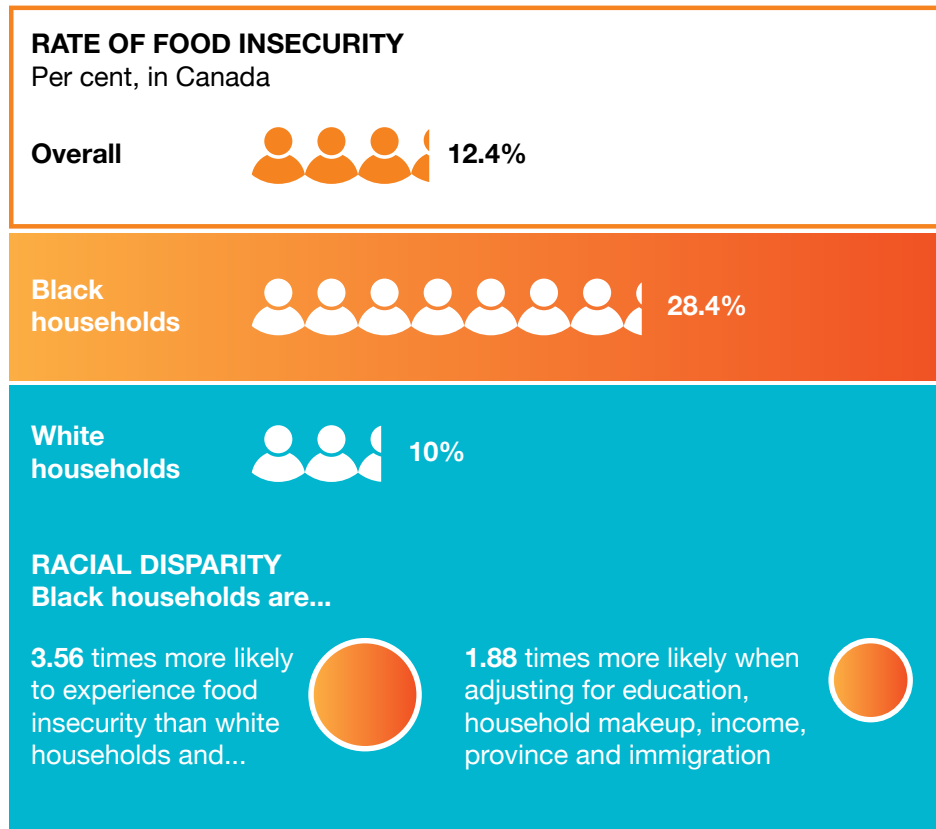 RATE OF FOOD INSECURITY
Per cent, in Canada
Overall
12.4%
Black
households
28.4%
White
households
10%
RACIAL DISPARITY
Black households are...
3.56 times more likely
to experience food
insecurity than white
households and...
1.88 times more likely when
adjusting for education,
household makeup, income,
province and immigration